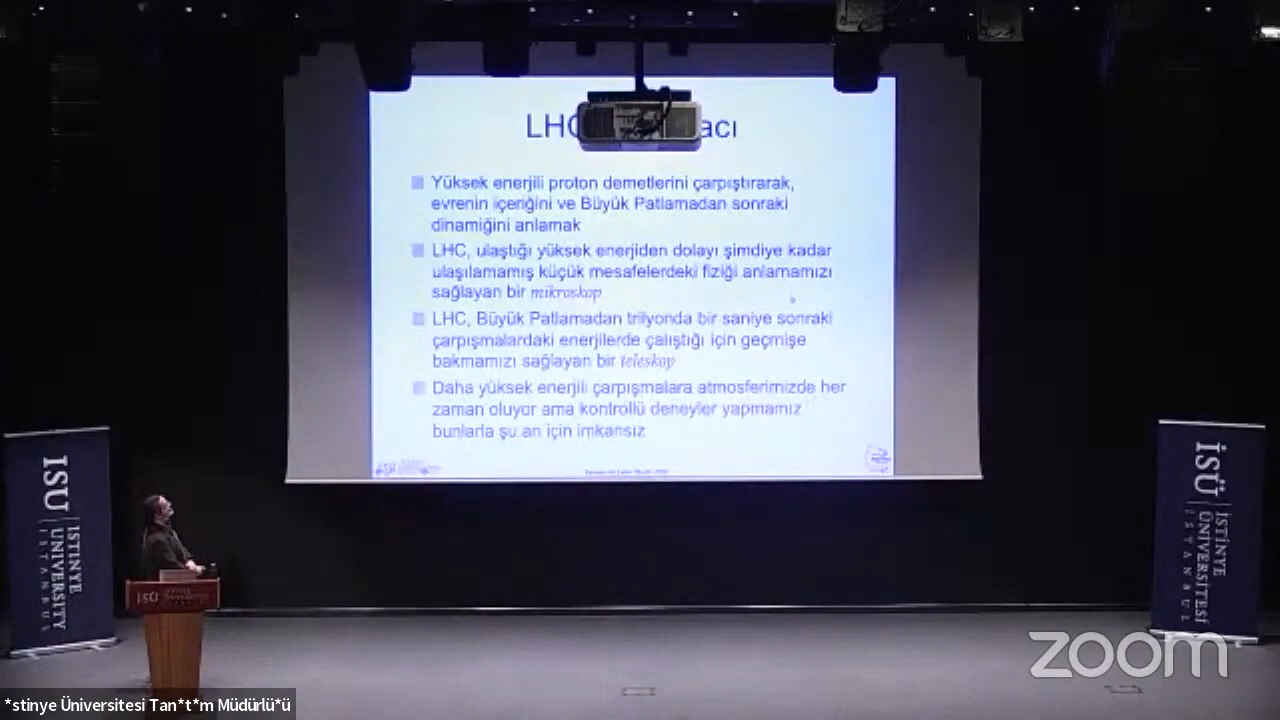 LHC acı
Yüksek enerjili proton demetlerini çarpıştırarak,
evrenin içeriğini ve Büyük Patlamadan sonraki
dinamiğini anlamak
LHC, ulaştığı yüksek enerjiden dolayı şimdiye kadar
ulaşılamamış küçük mesafelerdeki fiziği anlamamızı
sağlayan bir mikroskop
LHC, Büyük Patlamadan trilyonda bir saniye sonraki
çarpışmalardaki enerjilerde çalıştığı için geçmişe
bakmamızı sağlayan bir teleskop
Daha yüksek enerjili çarpışmalara atmosferimizde her
zaman oluyor ama kontrollü deneyler yapmamız
bunlarla şu an için imkansız
ISU
ISTINYE
UNIVERSITY
ISTANBUL
İSÜ
İSÜ
İSTİNYE
ÜNİVERSİTESİ
İSTANBUL
zoom
*stinye Üniversitesi Tan*t*m Müdürlü*ü